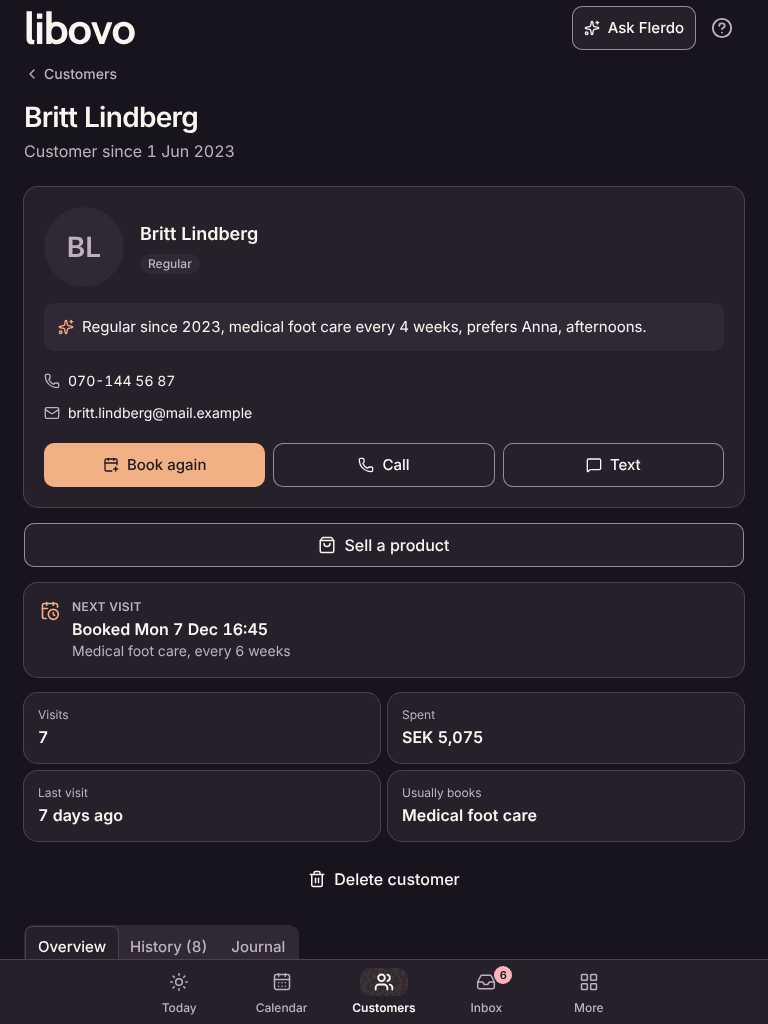 libovo
Ask Flerdo
Customers
Britt Lindberg
Customer since 1 Jun 2023
BL
Britt Lindberg
Regular
Regular since 2023, medical foot care every 4 weeks, prefers Anna, afternoons.
070-144 56 87
britt.lindberg@mail.example
Book again
Call
Text
Sell a product
NEXT VISIT
Booked Mon 7 Dec 16:45
Medical foot care, every 6 weeks
Visits
7
Spent
SEK 5,075
Last visit
7 days ago
Usually books
Medical foot care
Delete customer
Overview
History (8)
Journal
Today
Calendar
Customers
6
Inbox
More